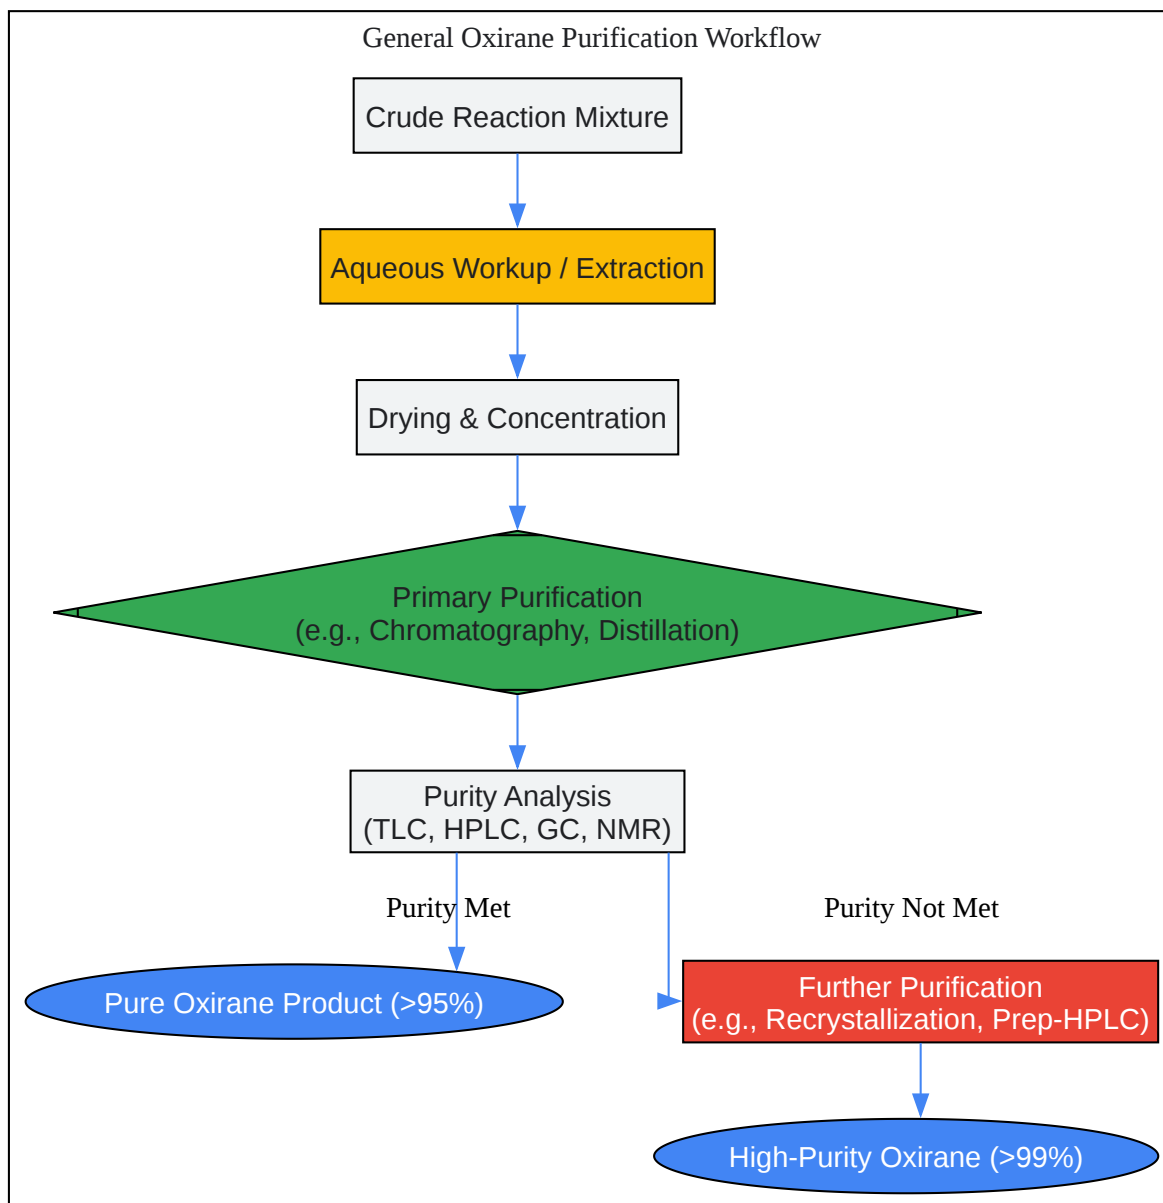 General Oxirane Purification Workflow
Crude Reaction Mixture
Aqueous Workup / Extraction
Drying & Concentration
Primary Purification
(e.g., Chromatography, Distillation)
Purity Analysis
(TLC, HPLC, GC, NMR)
Purity Met
Purity Not Met
Pure Oxirane Product (>95%)
Further Purification
(e.g., Recrystallization, Prep-HPLC)
High-Purity Oxirane (>99%)